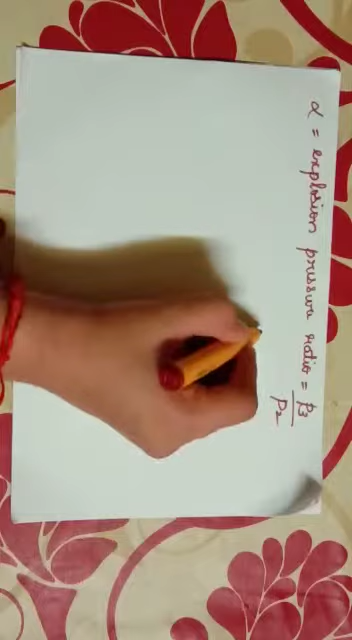 α = explosion pressure ratio = P3/P2